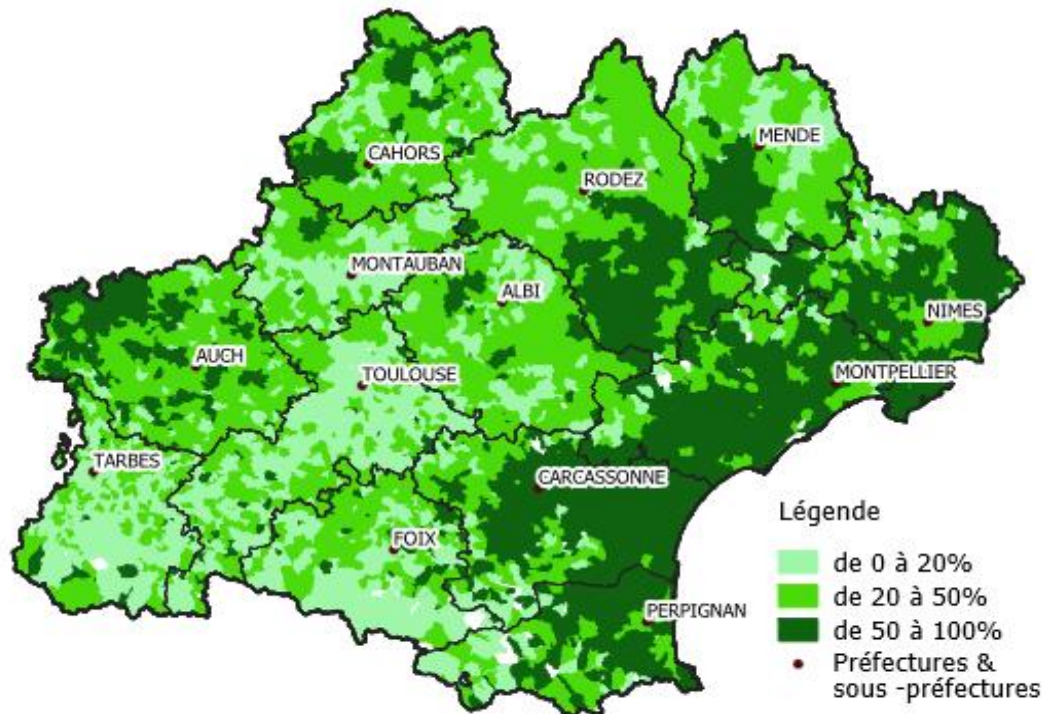 MENDE
CAHORS
RODEZ
MONTAUBAN
ALBI
NIMES
AUCH
TOULOUSE
MONTPELLIER
TARBES
CARCASSONNE
FOIX
PERPIGNAN
Légende
de 0 à 20%
de 20 à 50%
de 50 à 100%
Préfectures &
sous -préfectures